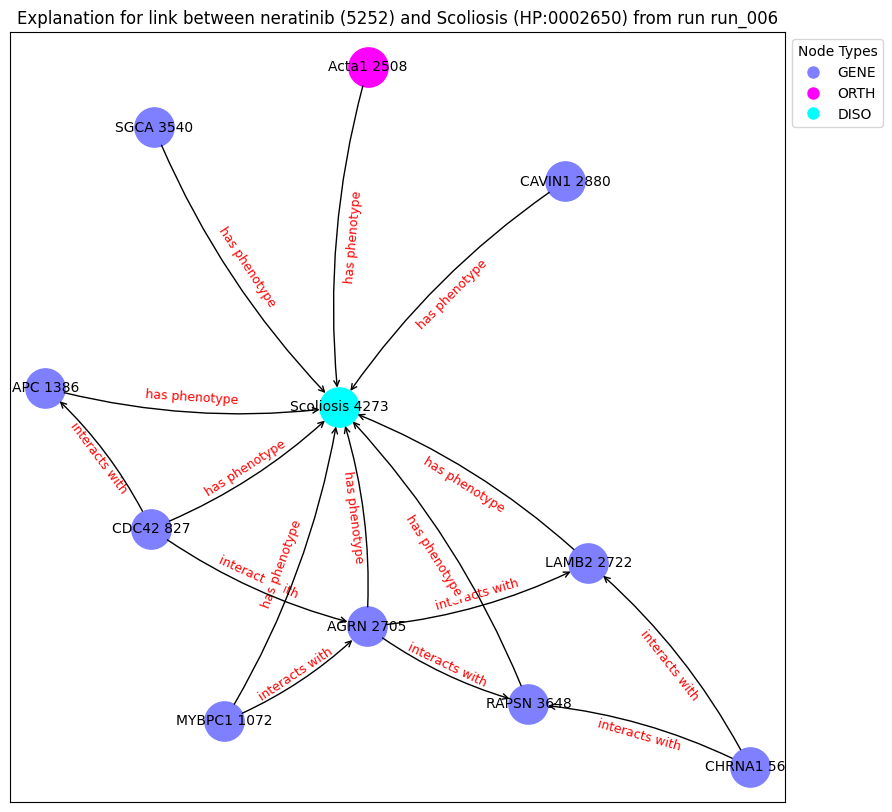 Explanation for link between neratinib (5252) and Scoliosis (HP:0002650) from run run_006
Node Types
GENE
ORTH
DISO
Acta1 2508
SGCA 3540
CAVIN1 2880
has phenotype
has phenotype
has phenotype
APC 1386
has phenotype
Scoliosis 4273
interacts with
has phenotype
has phenotype
has phenotype
has phenotype
has phenotype
CDC42 827
interact ith
LAMB2 2722
interacts with
AGRN 2705
interacts with
interacts with
interacts with
MYBPC1 1072
RAPSN 3648
interacts with
CHRNA1 56